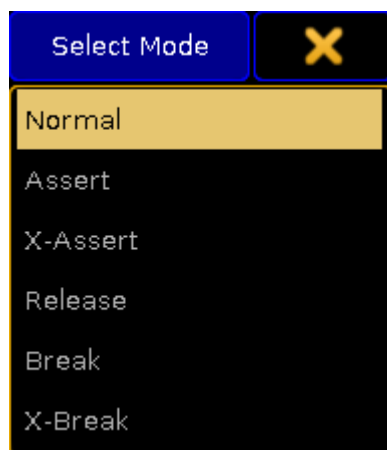 Select Mode
Normal
Assert
X-Assert
Release
Break
X-Break